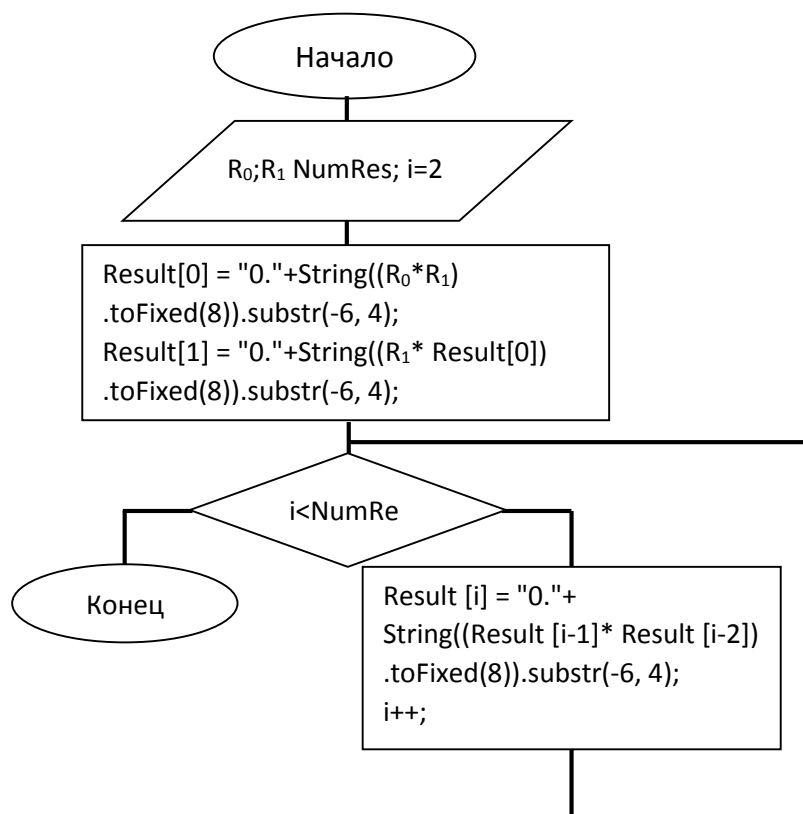 Начало
R₀;R₁ NumRes; i=2
Result[0] = "0."+String((R₀*R₁)
.toFixed(8)).substr(-6, 4);
Result[1] = "0."+String((R₁* Result[0])
.toFixed(8)).substr(-6, 4);
i<NumRe
Конец
Result [i] = "0."+
String((Result [i-1]* Result [i-2])
.toFixed(8)).substr(-6, 4);
i++;